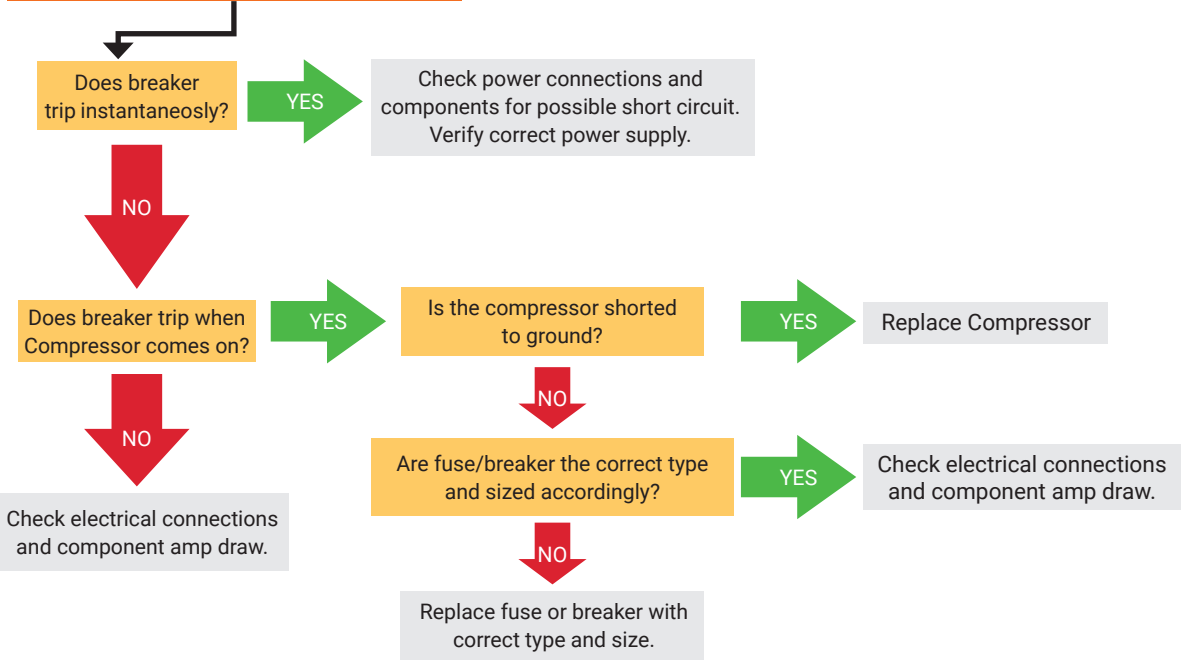 Does breaker
trip instantaneosly?
YES
Check power connections and
components for possible short circuit.
Verify correct power supply.
NO
Does breaker trip when
Compressor comes on?
YES
Is the compressor shorted
to ground?
YES
Replace Compressor
NO
NO
Are fuse/breaker the correct type
and sized accordingly?
YES
Check electrical connections
and component amp draw.
Check electrical connections
and component amp draw.
NO
Replace fuse or breaker with
correct type and size.